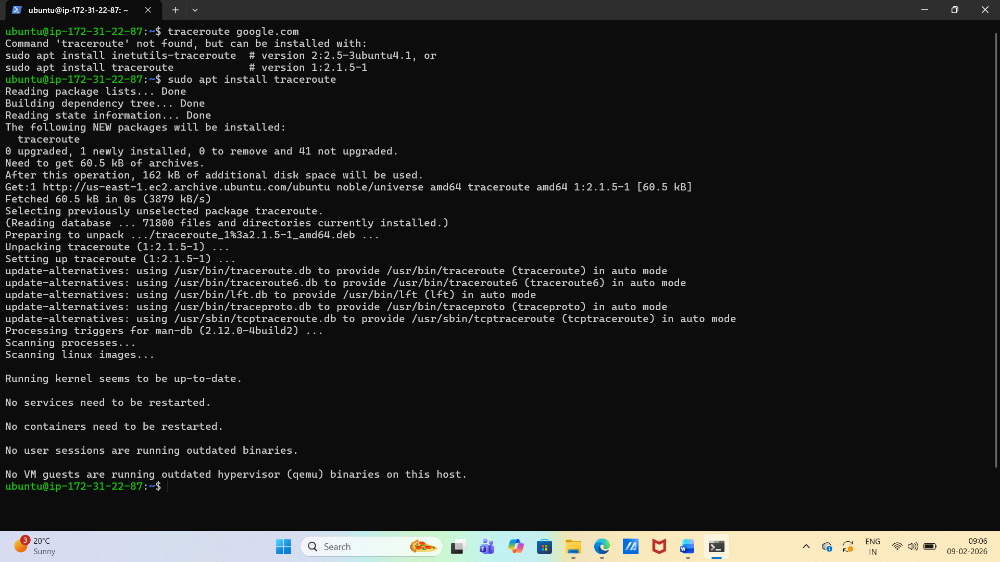 ubuntu@ip-172-31-22-87: ~
ubuntu@ip-172-31-22-87:~$ traceroute google.com
Command 'traceroute' not found, but can be installed with:
sudo apt install inetutils-traceroute  # version 2:2.5-3ubuntu4.1, or
sudo apt install traceroute            # version 1:2.1.5-1
ubuntu@ip-172-31-22-87:~$ sudo apt install traceroute
Reading package lists... Done
Building dependency tree... Done
Reading state information... Done
The following NEW packages will be installed:
  traceroute
0 upgraded, 1 newly installed, 0 to remove and 41 not upgraded.
Need to get 60.5 kB of archives.
After this operation, 162 kB of additional disk space will be used.
Get:1 http://us-east-1.ec2.archive.ubuntu.com/ubuntu noble/universe amd64 traceroute amd64 1:2.1.5-1 [60.5 kB]
Fetched 60.5 kB in 0s (3879 kB/s)
Selecting previously unselected package traceroute.
(Reading database ... 71800 files and directories currently installed.)
Preparing to unpack .../traceroute_1%3a2.1.5-1_amd64.deb ...
Unpacking traceroute (1:2.1.5-1) ...
Setting up traceroute (1:2.1.5-1) ...
update-alternatives: using /usr/bin/traceroute.db to provide /usr/bin/traceroute (traceroute) in auto mode
update-alternatives: using /usr/bin/traceroute6.db to provide /usr/bin/traceroute6 (traceroute6) in auto mode
update-alternatives: using /usr/bin/lft.db to provide /usr/bin/lft (lft) in auto mode
update-alternatives: using /usr/bin/traceproto.db to provide /usr/bin/traceproto (traceproto) in auto mode
update-alternatives: using /usr/sbin/tcptraceroute.db to provide /usr/sbin/tcptraceroute (tcptraceroute) in auto mode
Processing triggers for man-db (2.12.0-4build2) ...
Scanning processes...
Scanning linux images...
Running kernel seems to be up-to-date.
No services need to be restarted.
No containers need to be restarted.
No user sessions are running outdated binaries.
No VM guests are running outdated hypervisor (qemu) binaries on this host.
ubuntu@ip-172-31-22-87:~$
3
20°C
Sunny
Search
ENG
IN
09:06
09-02-2026